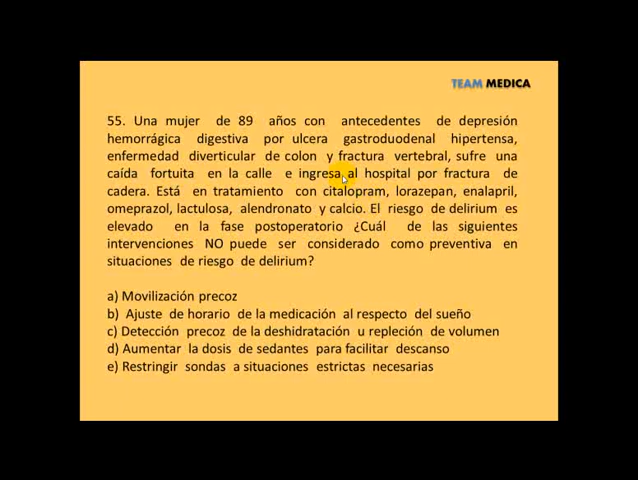 TEAM MEDICA
55. Una mujer de 89 años con antecedentes de depresión
hemorrágica digestiva por ulcera gastroduodenal hipertensa,
enfermedad diverticular de colon y fractura vertebral, sufre una
caída fortuita en la calle e ingresa al hospital por fractura de
cadera. Está en tratamiento con citalopram, lorazepan, enalapril,
omeprazol, lactulosa, alendronato y calcio. El riesgo de delirium es
elevado en la fase postoperatorio ¿Cuál de las siguientes
intervenciones NO puede ser considerado como preventiva en
situaciones de riesgo de delirium?
a) Movilización precoz
b) Ajuste de horario de la medicación al respecto del sueño
c) Detección precoz de la deshidratación u repleción de volumen
d) Aumentar la dosis de sedantes para facilitar descanso
e) Restringir sondas a situaciones estrictas necesarias